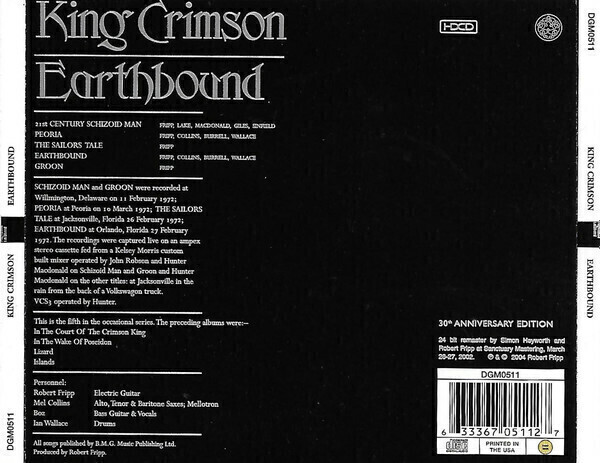 King Crimson
Earthbound
HDCD
21st CENTURY SCHIZOID MAN FRIPP, LAKE, MACDONALD, GILES, SINFIELD
PEORIA FRIPP, COLLINS, BURRELL, WALLACE
THE SAILORS TALE FRIPP
EARTHBOUND FRIPP, COLLINS, BURRELL, WALLACE
GROON FRIPP
SCHIZOID MAN and GROON were recorded at
Willmington, Delaware on 11 February 1972;
PEORIA at Peoria on 10 March 1972; THE SAILORS
TALE at Jacksonville, Florida 26 February 1972;
EARTHBOUND at Orlando, Florida 27 February
1972. The recordings were captured live on an ampex
stereo cassette fed from a Kelsey Morris custom
built mixer operated by John Robson and Hunter
Macdonald on Schizoid Man and Groon and Hunter
Macdonald on the other titles: at Jacksonville in the
rain from the back of a Volkswagon truck.
VCS3 operated by Hunter.
This is the fifth in the occasional series. The preceding albums were:–
In The Court Of The Crimson King
In The Wake Of Poseidon
Lizard
Islands
Personnel:
Robert Fripp Electric Guitar
Mel Collins Alto, Tenor & Baritone Saxes; Mellotron
Boz Bass Guitar & Vocals
Ian Wallace Drums
All songs published by B.M.G. Music Publishing Ltd.
Produced by Robert Fripp.
30th ANNIVERSARY EDITION
24 bit remaster by Simon Heyworth and
Robert Fripp at Sanctuary Mastering, March
26-27, 2002. ℗ & © 2004 Robert Fripp
DGM0511
6 33367 05112 7
PRINTED IN
THE USA
DGM0511
KING CRIMSON
EARTHBOUND
DGM0511
KING CRIMSON
EARTHBOUND